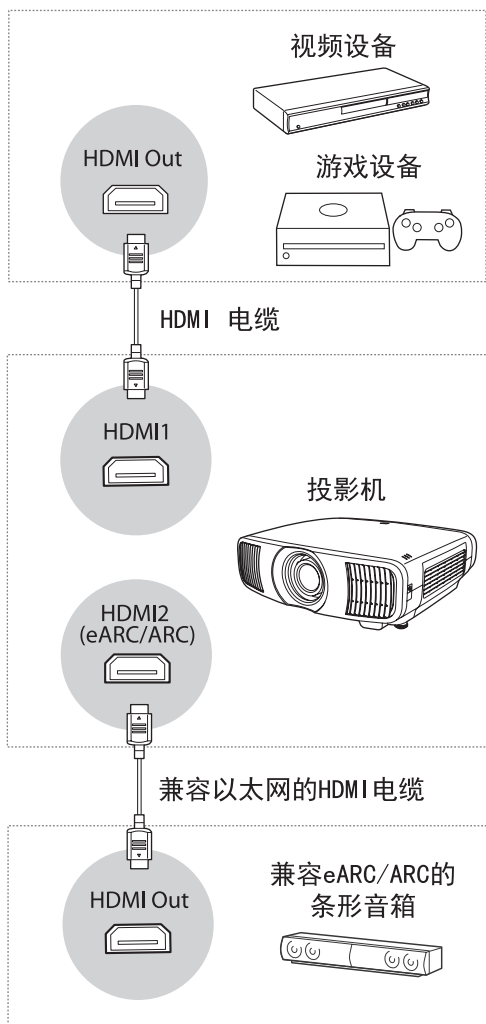 视频设备
HDMI Out
游戏设备
HDMI 电缆
HDMI1
投影机
HDMI2
(eARC/ARC)
兼容以太网的HDMI电缆
HDMI Out
兼容eARC/ARC的
条形音箱